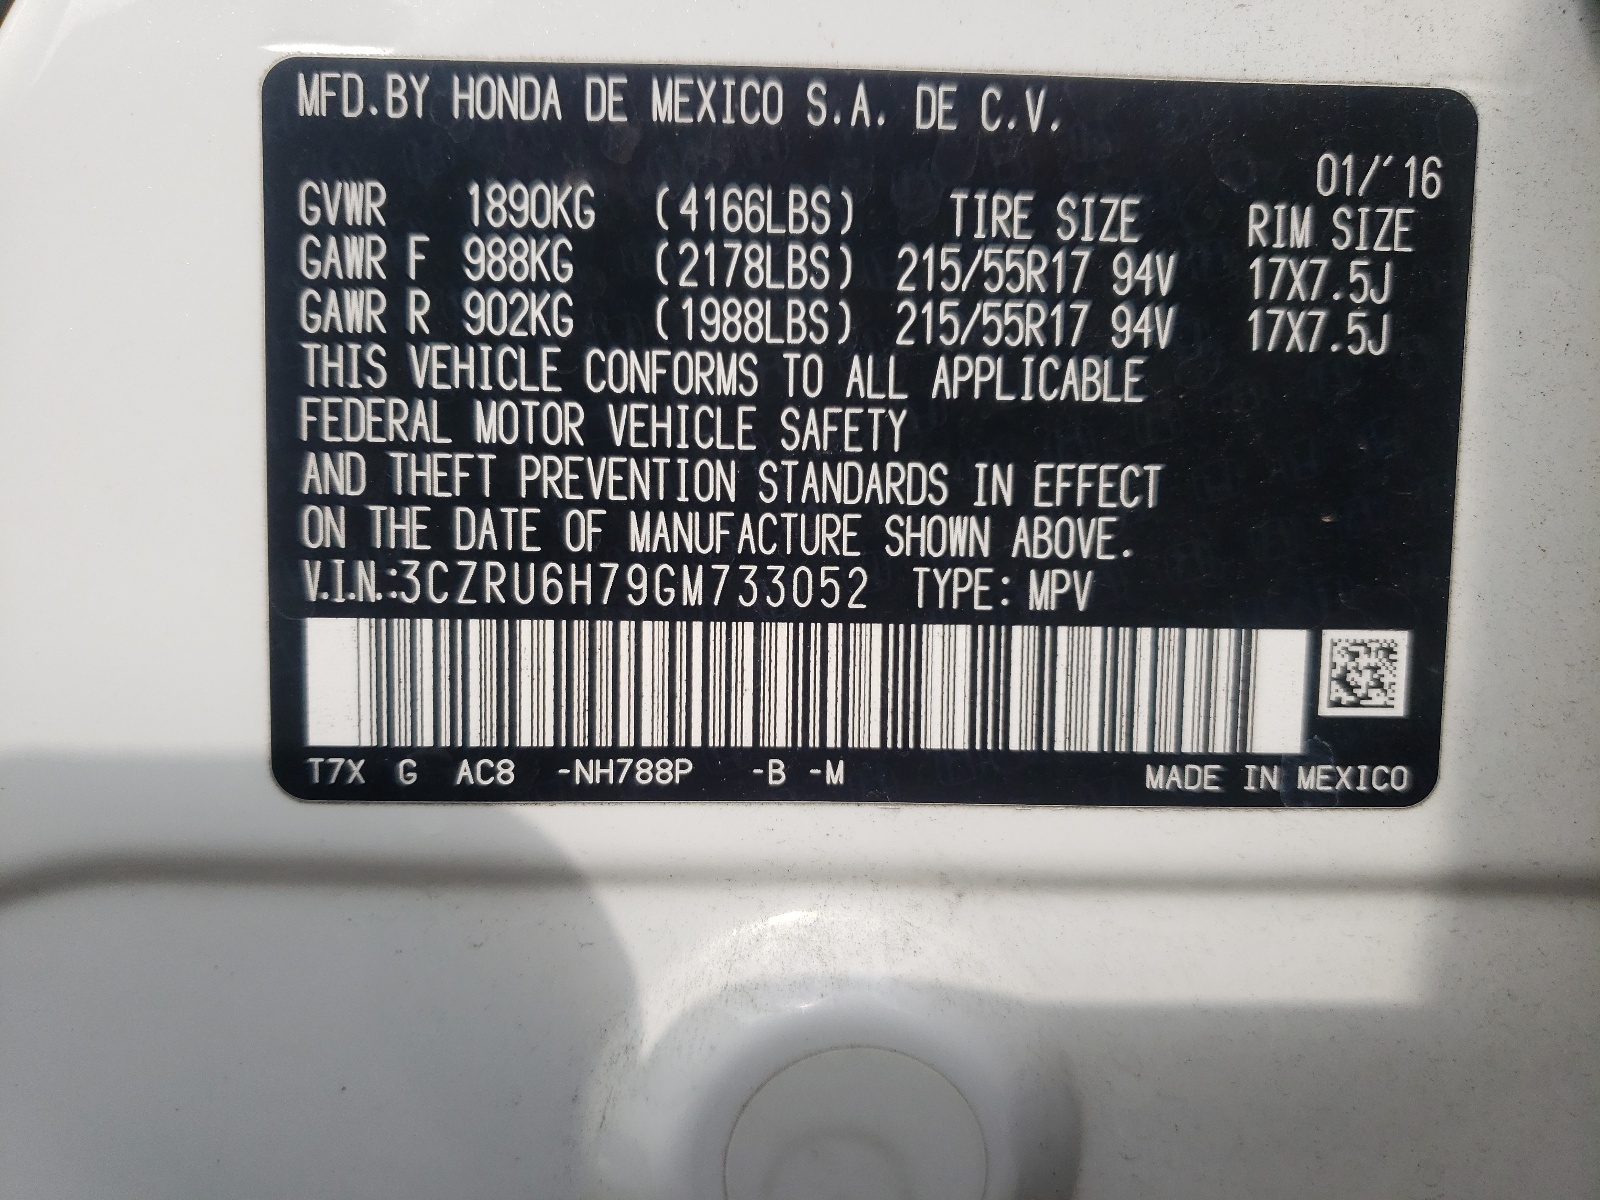 MFD.BY HONDA DE MEXICO S.A. DE C.V.
01/'16
GVWR 1890KG (4166LBS) TIRE SIZE RIM SIZE
GAWR F 988KG (2178LBS) 215/55R17 94V 17X7.5J
GAWR R 902KG (1988LBS) 215/55R17 94V 17X7.5J
THIS VEHICLE CONFORMS TO ALL APPLICABLE
FEDERAL MOTOR VEHICLE SAFETY
AND THEFT PREVENTION STANDARDS IN EFFECT
ON THE DATE OF MANUFACTURE SHOWN ABOVE.
V.I.N.:3CZRU6H79GM733052 TYPE: MPV
T7X G AC8 -NH788P -B -M MADE IN MEXICO